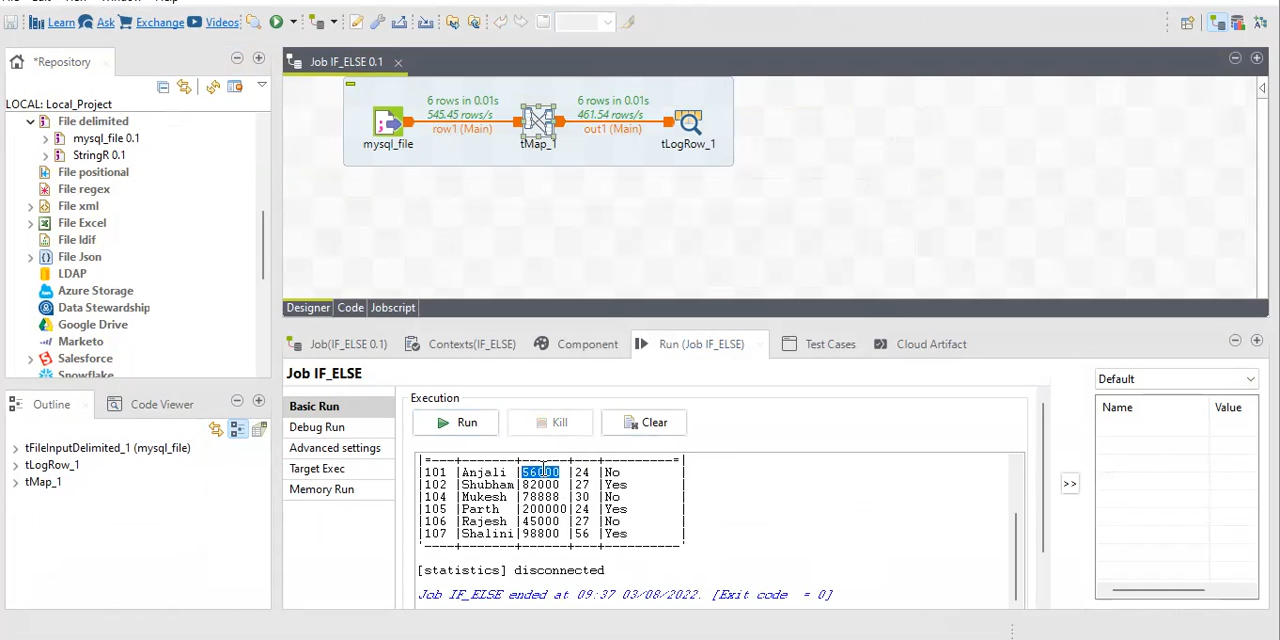 Learn Ask Exchange Videos
*Repository
LOCAL: Local_Project
File delimited
mysql_file 0.1
StringR 0.1
File positional
File regex
File xml
File Excel
File ldif
File Json
LDAP
Azure Storage
Data Stewardship
Google Drive
Marketo
Salesforce
Snowflake
Outline Code Viewer
tFileInputDelimited_1 (mysql_file)
tLogRow_1
tMap_1
Job IF_ELSE 0.1
6 rows in 0.01s
545.45 rows/s
row1 (Main)
6 rows in 0.01s
461.54 rows/s
out1 (Main)
mysql_file tMap_1 tLogRow_1
Designer Code Jobscript
Job(IF_ELSE 0.1) Contexts(IF_ELSE) Component Run (Job IF_ELSE) Test Cases Cloud Artifact
Job IF_ELSE
Basic Run
Debug Run
Advanced settings
Target Exec
Memory Run
Execution
Run Kill Clear
|=---+-------+------+---+---------=|
|101 |Anjali |56000 |24 |No |
|102 |Shubham|82000 |27 |Yes |
|104 |Mukesh |78888 |30 |No |
|105 |Parth |200000|24 |Yes |
|106 |Rajesh |45000 |27 |No |
|107 |Shalini|98800 |56 |Yes |
'----+-------+------+---+----------'
[statistics] disconnected
Job IF_ELSE ended at 09:37 03/08/2022. [Exit code = 0]
>>
Default
Name Value